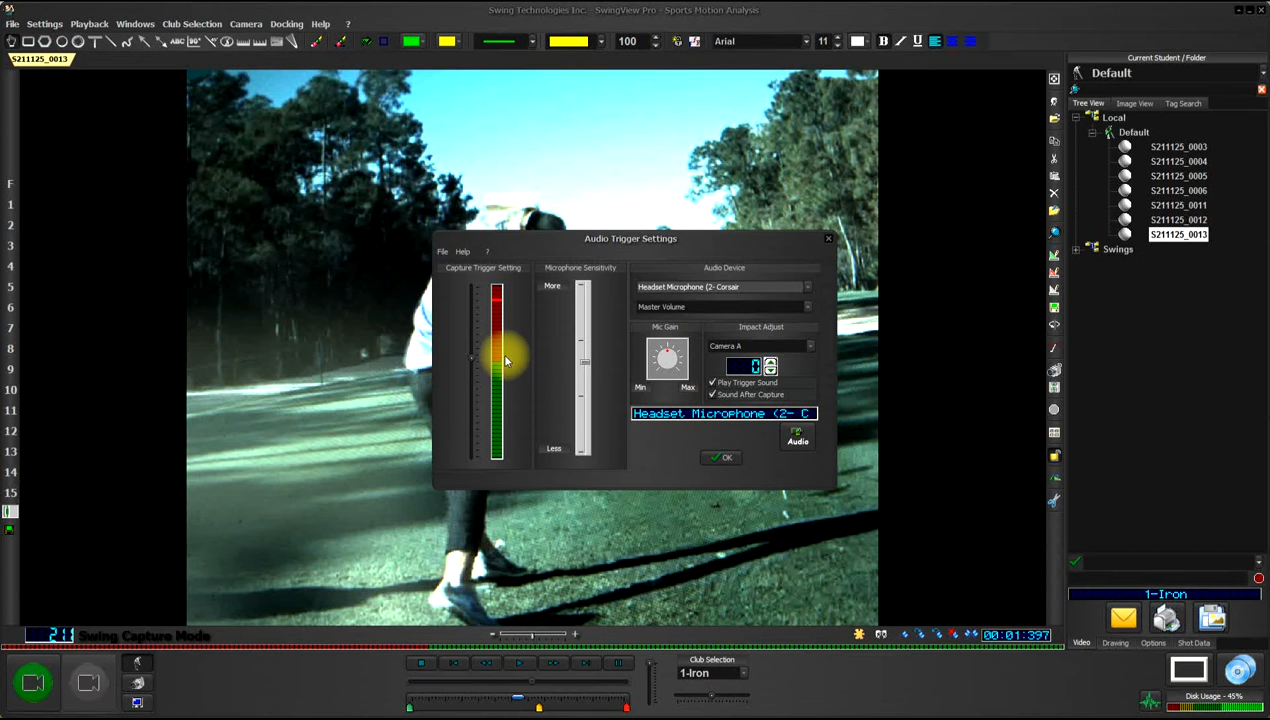 Swing Technologies Inc. - SwingView Pro - Sports Motion Analysis
File Settings Playback Windows Club Selection Camera Docking Help ?
ABC 90° 100 Arial 11 B U
S211125_0013
Current Student / Folder
Default
Tree View Image View Tag Search
Local
Default
S211125_0003
S211125_0004
S211125_0005
S211125_0006
S211125_0011
S211125_0012
S211125_0013
Swings
F
1
2
3
4
5
6
7
8
9
10
11
12
13
14
15
Audio Trigger Settings
File Help ?
Capture Trigger Setting
Microphone Sensitivity
More
Less
Audio Device
Headset Microphone (2- Corsair
Master Volume
Mic Gain
Min Max
Impact Adjust
Camera A
0
Play Trigger Sound
Sound After Capture
Headset Microphone (2- C
Audio
OK
1-Iron
Video Drawing Options Shot Data
211 Swing Capture Mode
00:01:397
Club Selection
1-Iron
Disk Usage - 45%